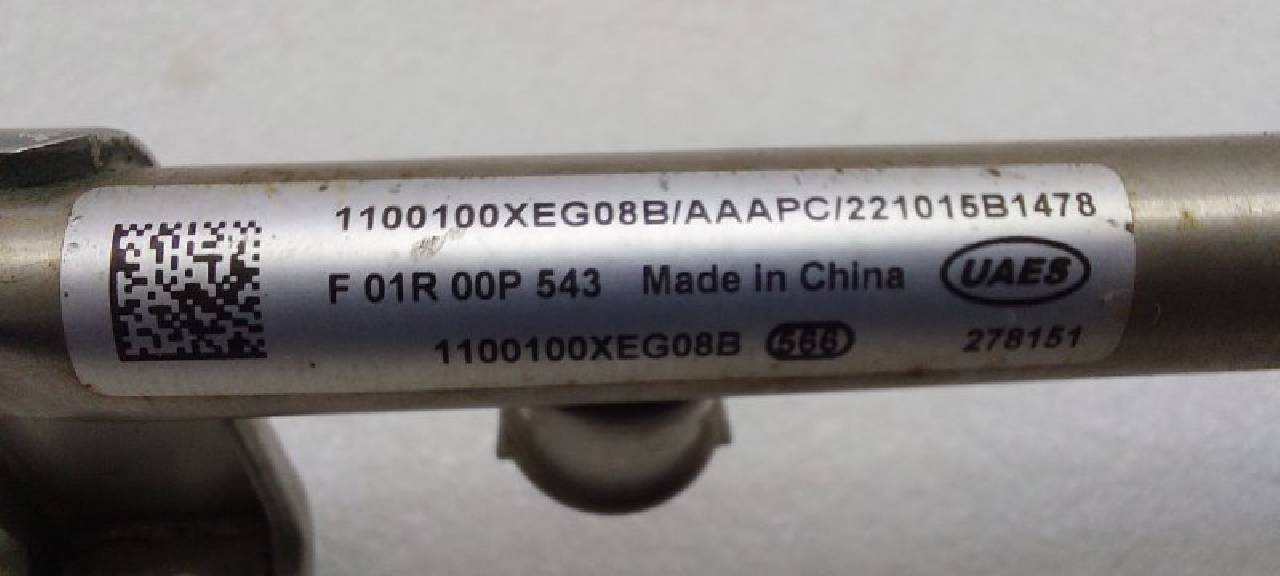 1100100XEG08B/AAAPC/221015B1478
F 01R 00P 543 Made in China UAES
1100100XEG08B 566 278151